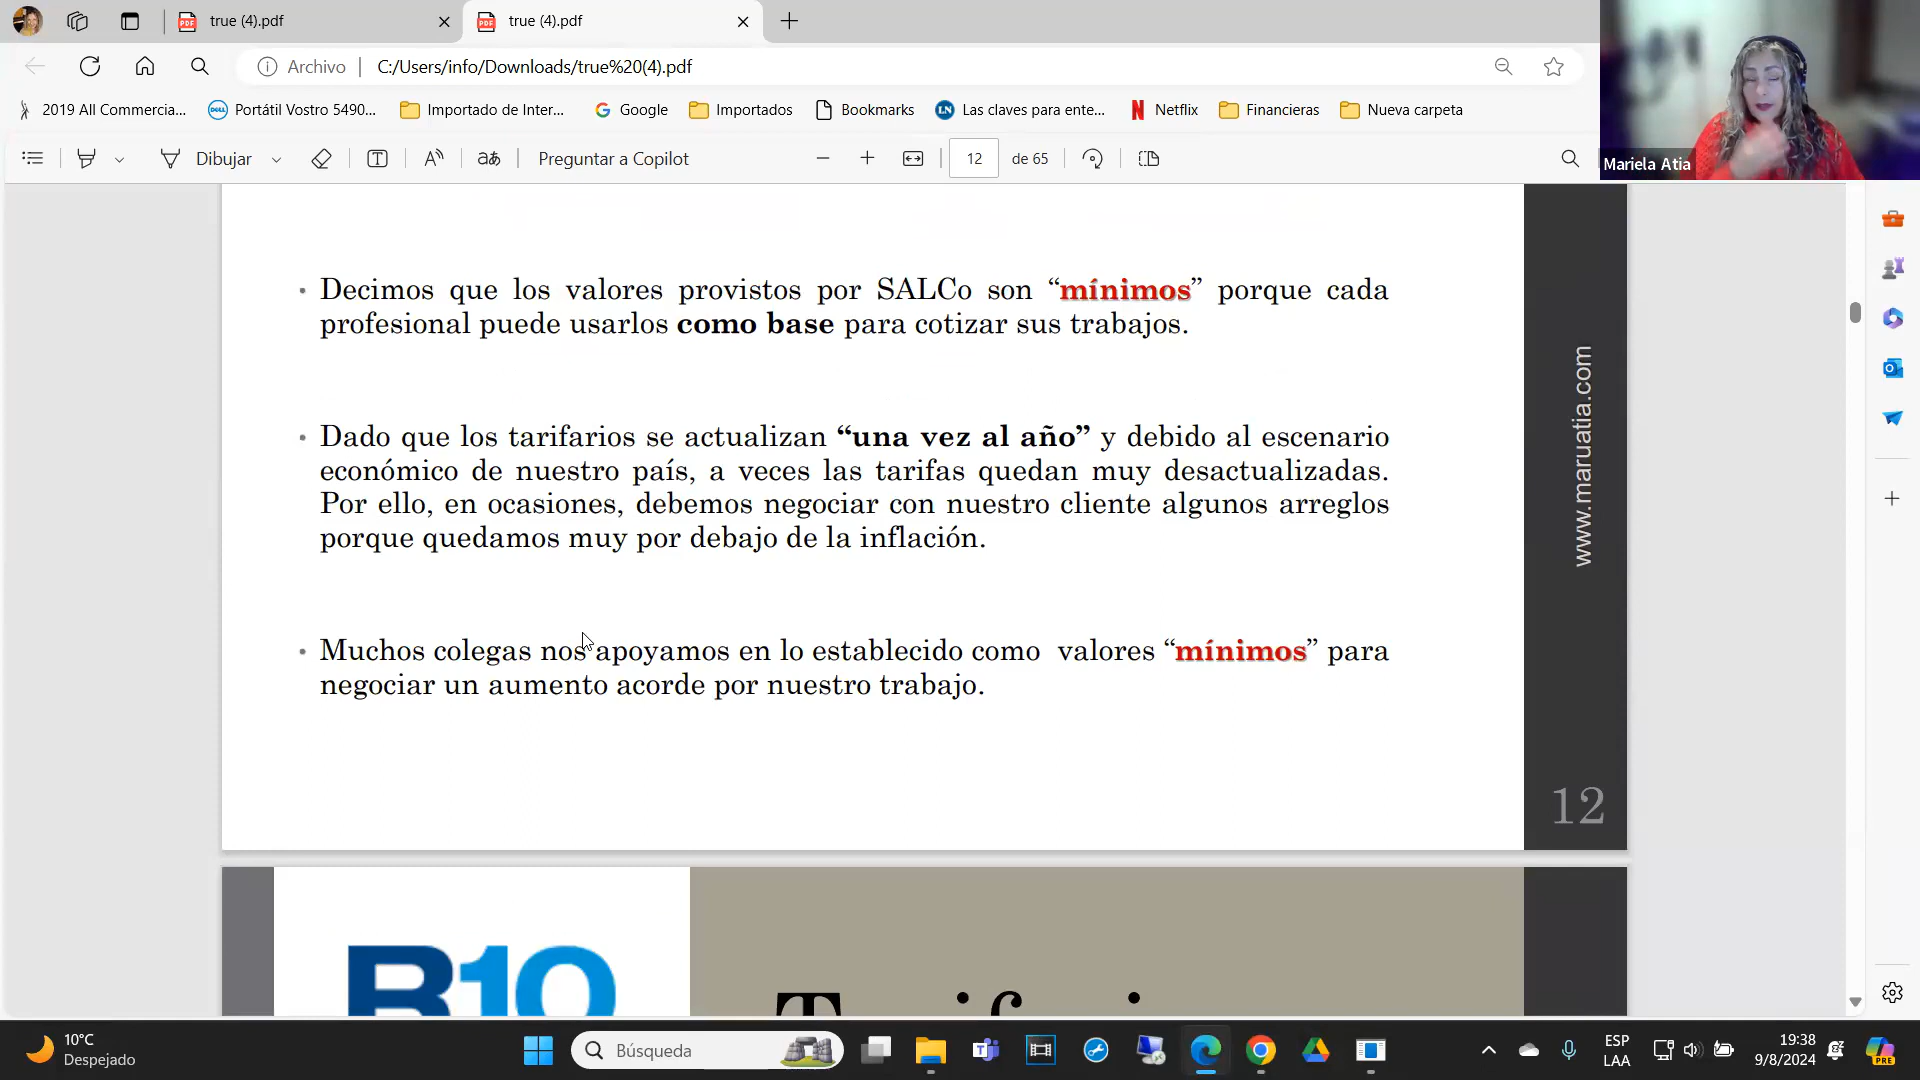 true (4).pdf
true (4).pdf
Archivo
C:/Users/info/Downloads/true%20(4).pdf
2019 All Commercia...
Portátil Vostro 5490...
Importado de Inter...
Google
Importados
Bookmarks
Las claves para ente...
Netflix
Financieras
Nueva carpeta
Mariela Atia
Dibujar
Preguntar a Copilot
12
de 65
• Decimos que los valores provistos por SALCo son “mínimos” porque cada
profesional puede usarlos como base para cotizar sus trabajos.
• Dado que los tarifarios se actualizan “una vez al año” y debido al escenario
económico de nuestro país, a veces las tarifas quedan muy desactualizadas.
Por ello, en ocasiones, debemos negociar con nuestro cliente algunos arreglos
porque quedamos muy por debajo de la inflación.
• Muchos colegas nos apoyamos en lo establecido como valores “mínimos” para
negociar un aumento acorde por nuestro trabajo.
www.maruatia.com
12
10°C
Despejado
Búsqueda
ESP
LAA
19:38
9/8/2024
PRE